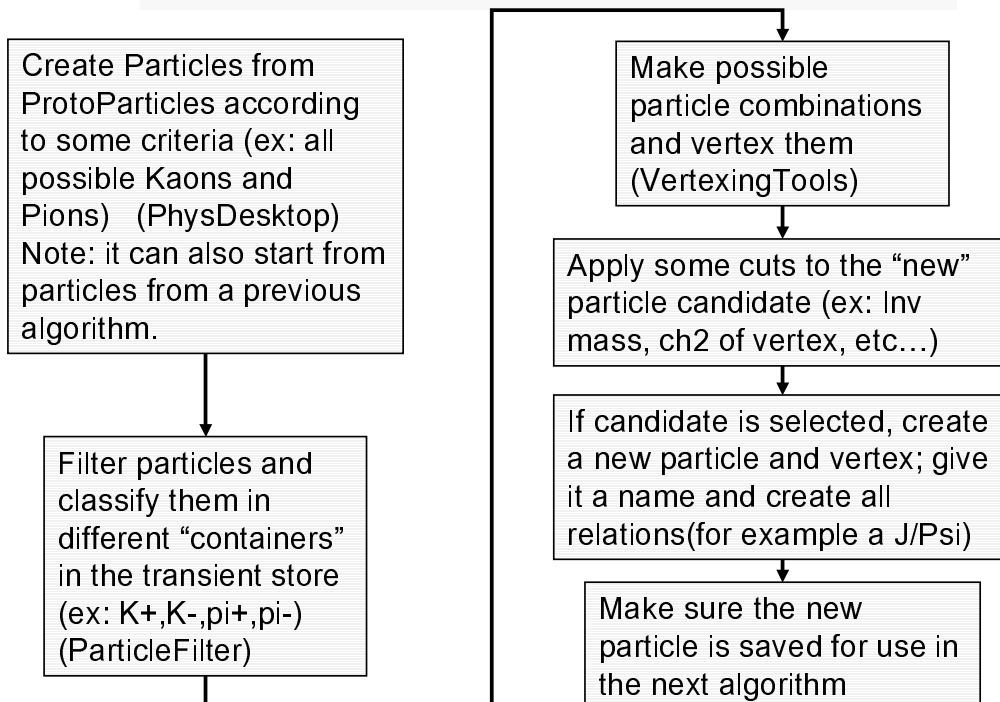 Create Particles from
ProtoParticles according
to some criteria (ex: all
possible Kaons and
Pions) (PhysDesktop)
Note: it can also start from
particles from a previous
algorithm.
Filter particles and
classify them in
different “containers”
in the transient store
(ex: K+,K-,pi+,pi-)
(ParticleFilter)
Make possible
particle combinations
and vertex them
(VertexingTools)
Apply some cuts to the “new”
particle candidate (ex: Inv
mass, ch2 of vertex, etc…)
If candidate is selected, create
a new particle and vertex; give
it a name and create all
relations(for example a J/Psi)
Make sure the new
particle is saved for use in
the next algorithm